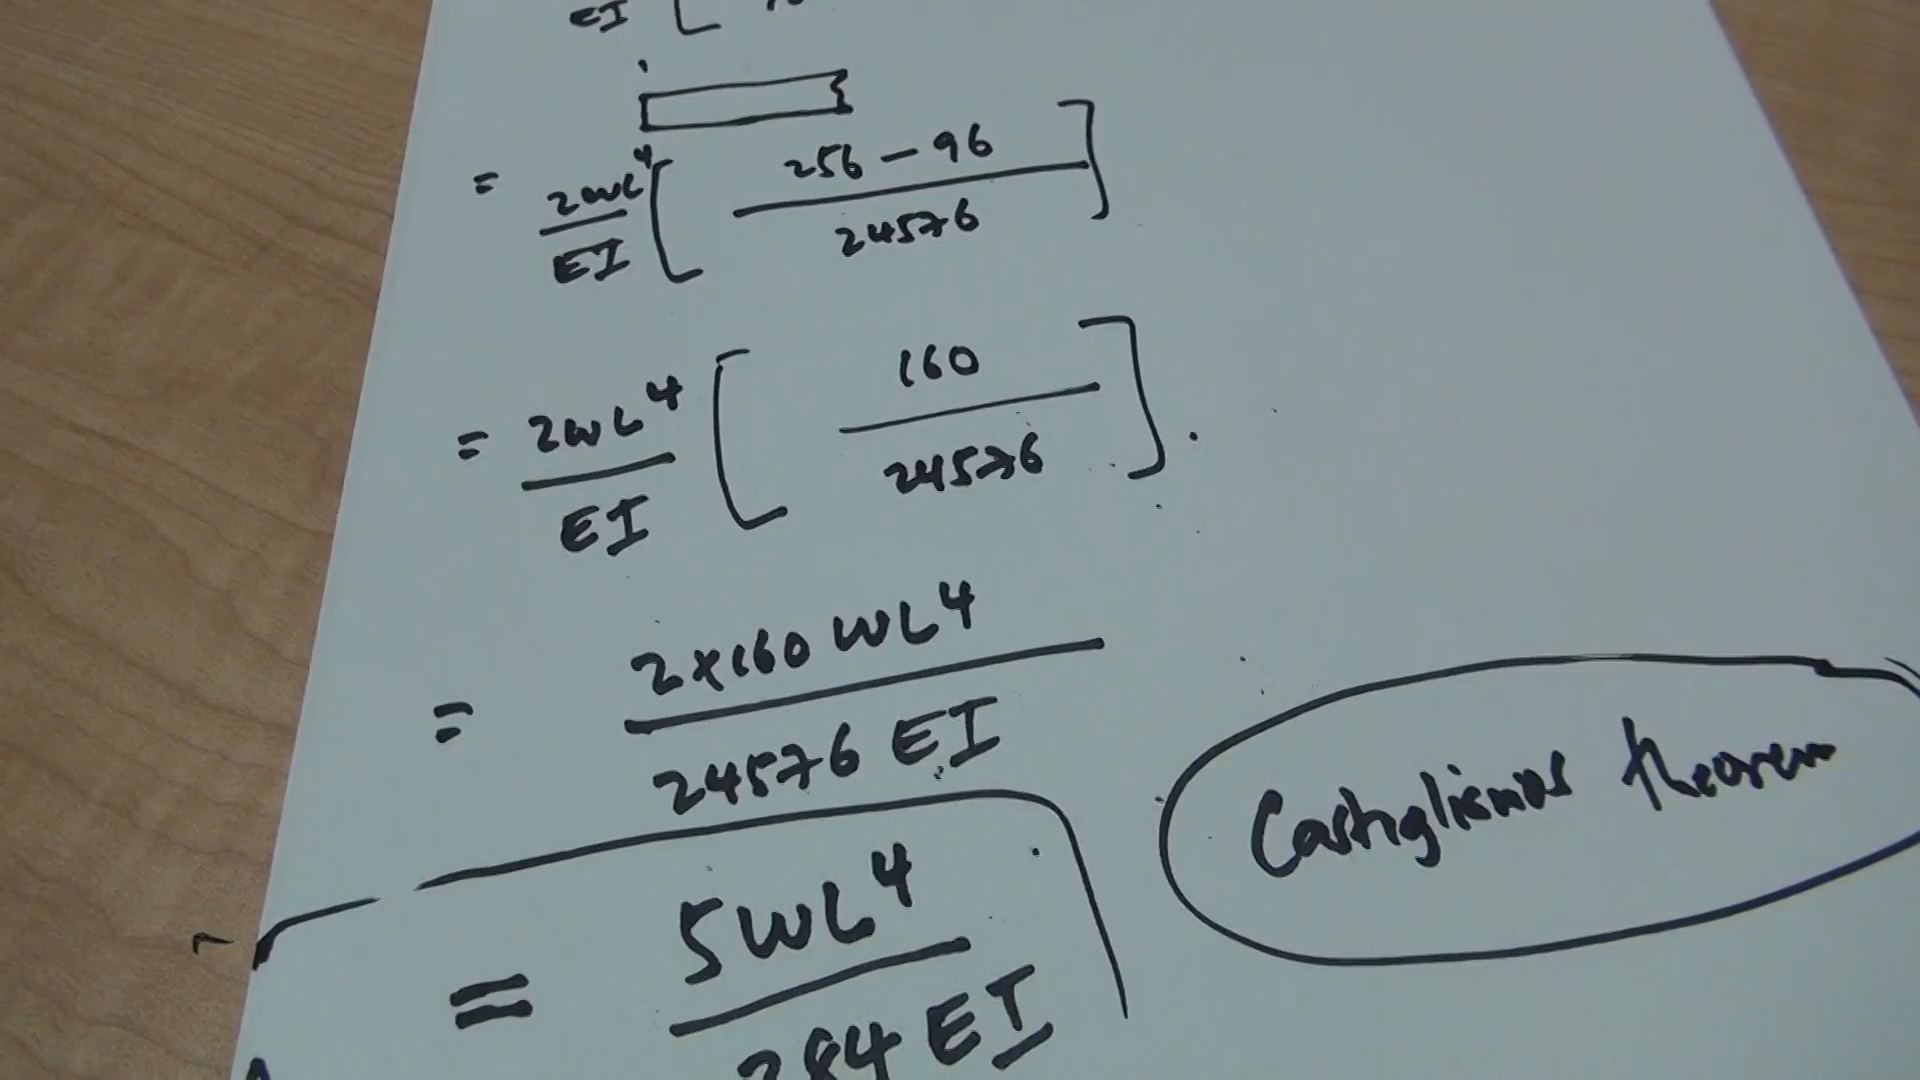 EI [
= 2WL⁴/EI [ 256 - 96 / 24576 ]
= 2WL⁴/EI [ 160 / 24576 ].
= 2×160 WL⁴ / 24576 EI
= 5WL⁴ / 384 EI
Castiglianos theorem